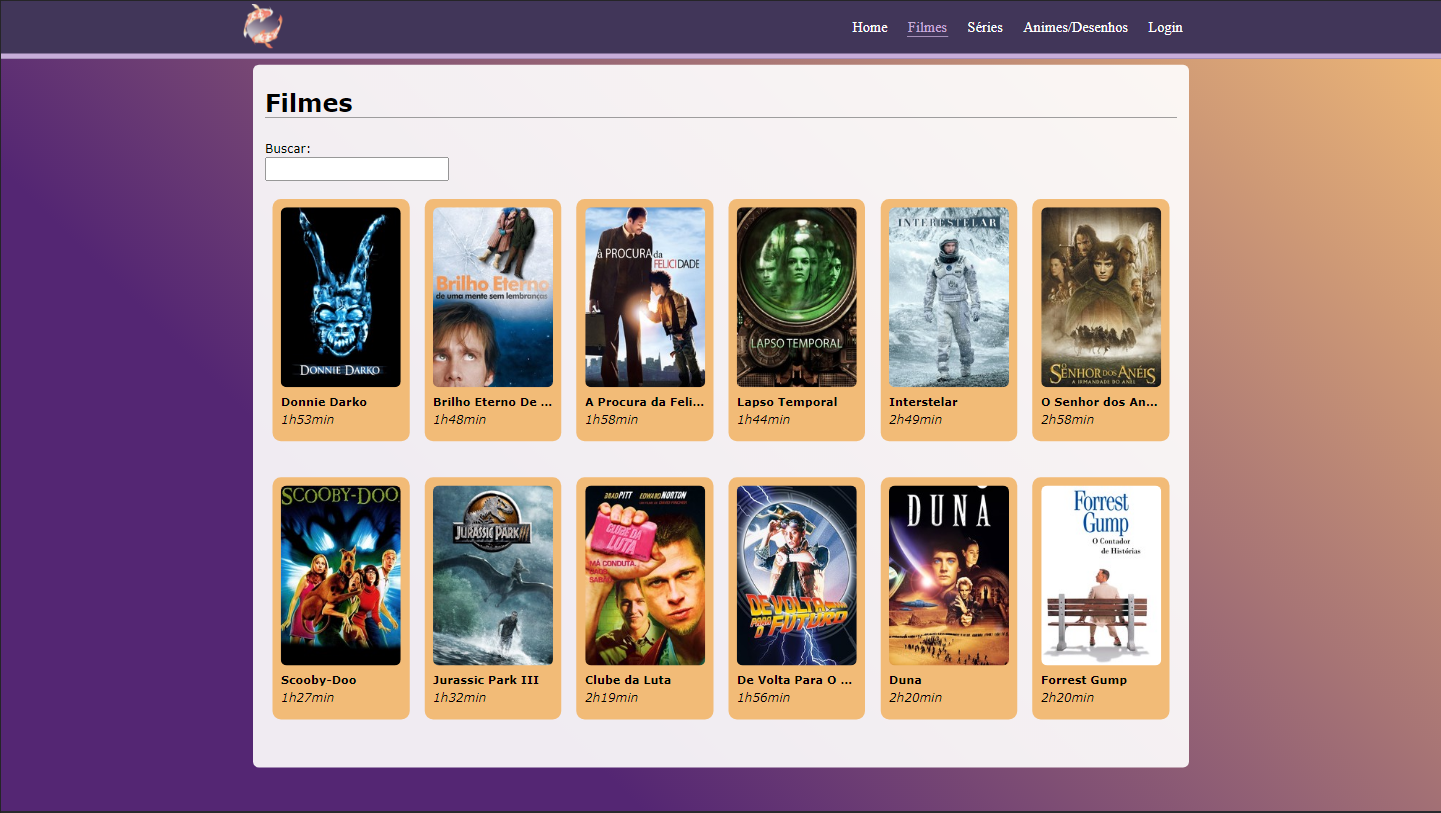 Home Filmes Séries Animes/Desenhos Login
Filmes
Buscar:
DONNIE DARKO
Brilho Eterno
de uma mente sem lembranças
à PROCURA da
FELICIDADE
LAPSO TEMPORAL
INTERESTELAR
O SENHOR DOS ANÉIS
A IRMANDADE DO ANEL
Donnie Darko
Brilho Eterno De ...
A Procura da Feli...
Lapso Temporal
Interstelar
O Senhor dos An...
1h53min
1h48min
1h58min
1h44min
2h49min
2h58min
SCOOBY-DOO
JURASSIC PARK III
BRAD PITT EDWARD NORTON
CLUBE DA
LUTA
MÁ CONDUTA.
DE VOLTA
PARA O FUTURO
DUNA
Forrest
Gump
O Contador
de Histórias
Scooby-Doo
Jurassic Park III
Clube da Luta
De Volta Para O ...
Duna
Forrest Gump
1h27min
1h32min
2h19min
1h56min
2h20min
2h20min